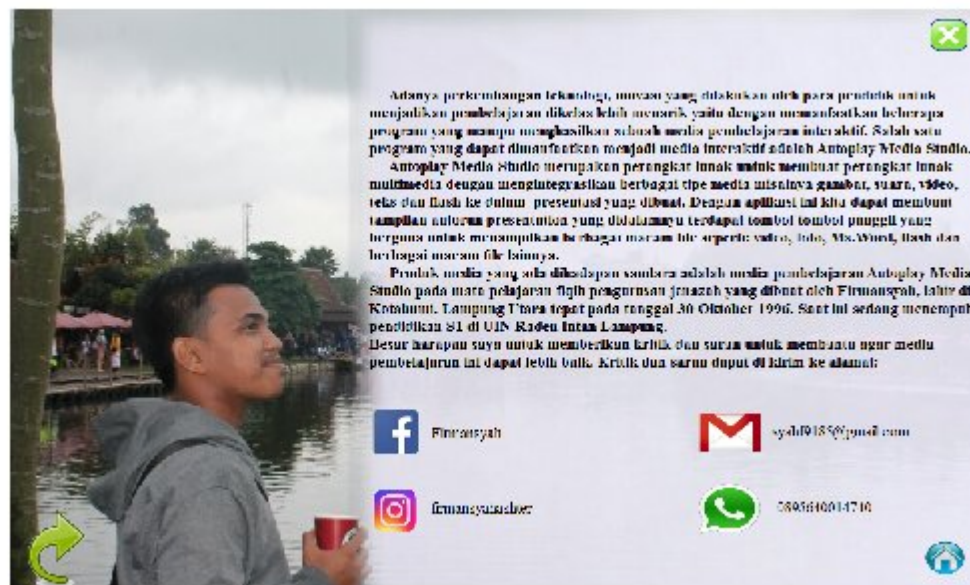 Adanya perkembangan teknologi, inovasi yang dilakukan oleh para pendidik untuk
menjadikan pembelajaran dikelas lebih menarik yaitu dengan memanfaatkan beberapa
program yang mampu menghasilkan sebuah media pembelajaran interaktif. Salah satu
program yang dapat dimanfaatkan menjadi media interaktif adalah Autoplay Media Studio.
Autoplay Media Studio merupakan perangkat lunak untuk membuat perangkat lunak
multimedia dengan mengintegrasikan berbagai tipe media misalnya gambar, suara, video,
teks dan flash ke dalam presentasi yang dibuat. Dengan aplikasi ini kita dapat membuat
tampilan autorun presentation yang didalamnya terdapat tombol tombol panggil yang
berguna untuk menampilkan berbagai macam file seperti video, foto, Ms.Word, flash dan
berbagai macam file lainnya.
Produk media yang ada dihadapan saudara adalah media pembelajaran Autoplay Media
Studio pada mata pelajaran fiqih pengurusan jenazah yang dibuat oleh Firmansyah, lahir di
Kotabumi, Lampung Utara tepat pada tanggal 30 Oktober 1996. Saat ini sedang menempuh
pendidikan S1 di UIN Raden Intan Lampung.
Besar harapan saya untuk memberikan kritik dan saran untuk membantu agar media
pembelajaran ini dapat lebih baik. Kritik dan saran dapat di kirim ke alamat:
Firmansyah